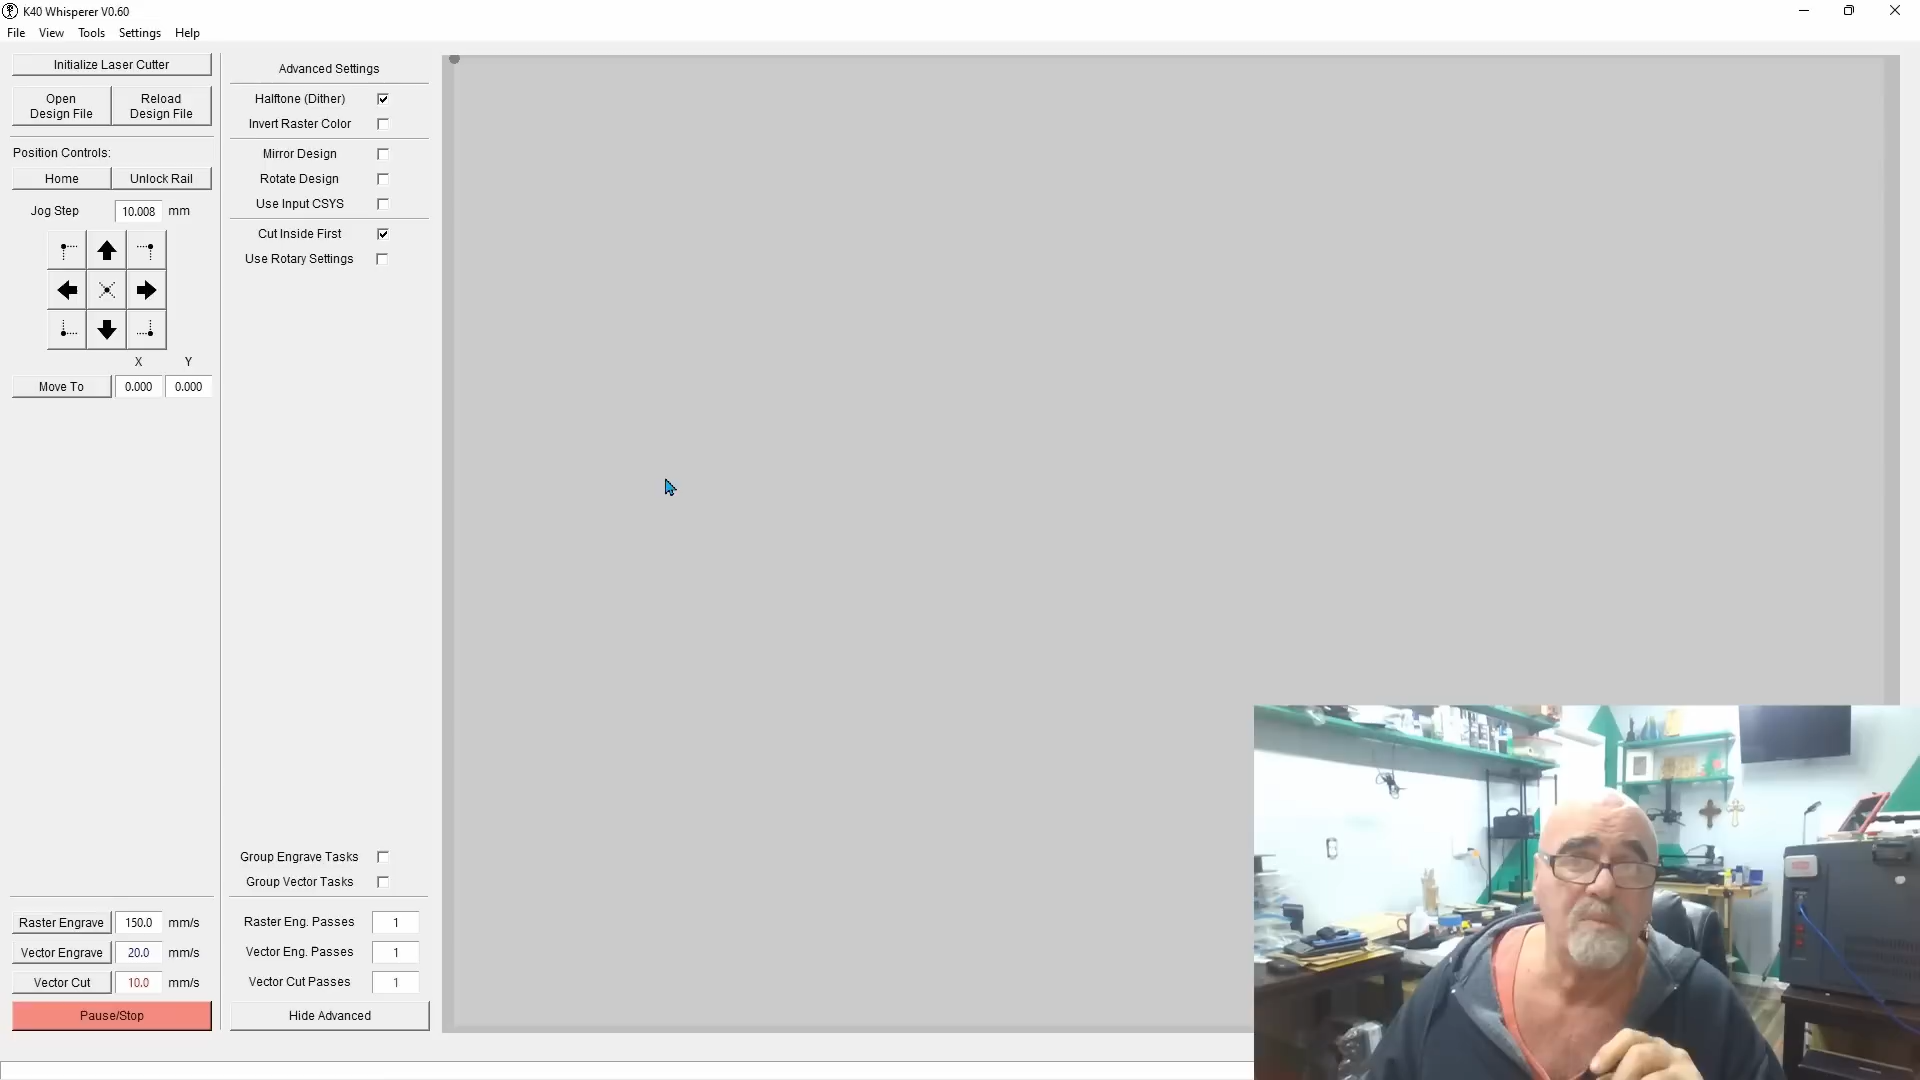 K40 Whisperer V0.60
File View Tools Settings Help
Initialize Laser Cutter
Open
Design File
Reload
Design File
Position Controls:
Home
Unlock Rail
Jog Step 10.008 mm
X Y
Move To 0.000 0.000
Raster Engrave 150.0 mm/s
Vector Engrave 20.0 mm/s
Vector Cut 10.0 mm/s
Pause/Stop
Advanced Settings
Halftone (Dither)
Invert Raster Color
Mirror Design
Rotate Design
Use Input CSYS
Cut Inside First
Use Rotary Settings
Group Engrave Tasks
Group Vector Tasks
Raster Eng. Passes 1
Vector Eng. Passes 1
Vector Cut Passes 1
Hide Advanced